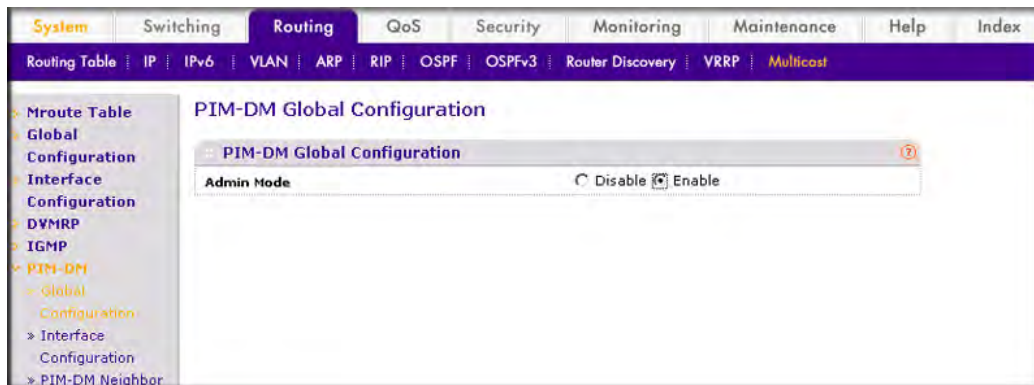 System Switching Routing QoS Security Monitoring Maintenance Help Index
Routing Table IP IPv6 VLAN ARP RIP OSPF OSPFv3 Router Discovery VRRP Multicast
Mroute Table
Global
Configuration
Interface
Configuration
DVMRP
IGMP
PIM-DM
Global
Configuration
» Interface
Configuration
» PIM-DM Neighbor
PIM-DM Global Configuration
PIM-DM Global Configuration ?
Admin Mode Disable Enable